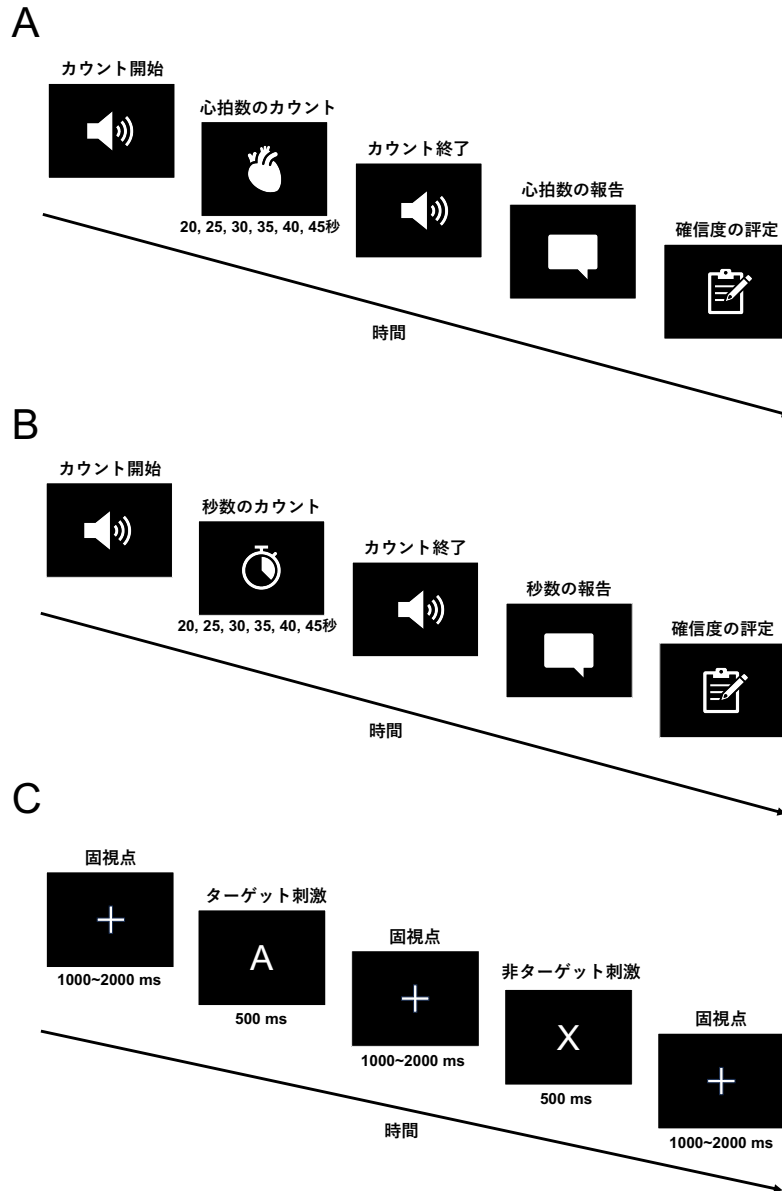 A
カウント開始
心拍数のカウント
20, 25, 30, 35, 40, 45秒
カウント終了
心拍数の報告
確信度の評定
時間
B
カウント開始
秒数のカウント
20, 25, 30, 35, 40, 45秒
カウント終了
秒数の報告
確信度の評定
時間
C
固視点
1000~2000 ms
ターゲット刺激
A
500 ms
固視点
1000~2000 ms
非ターゲット刺激
X
500 ms
固視点
1000~2000 ms
時間